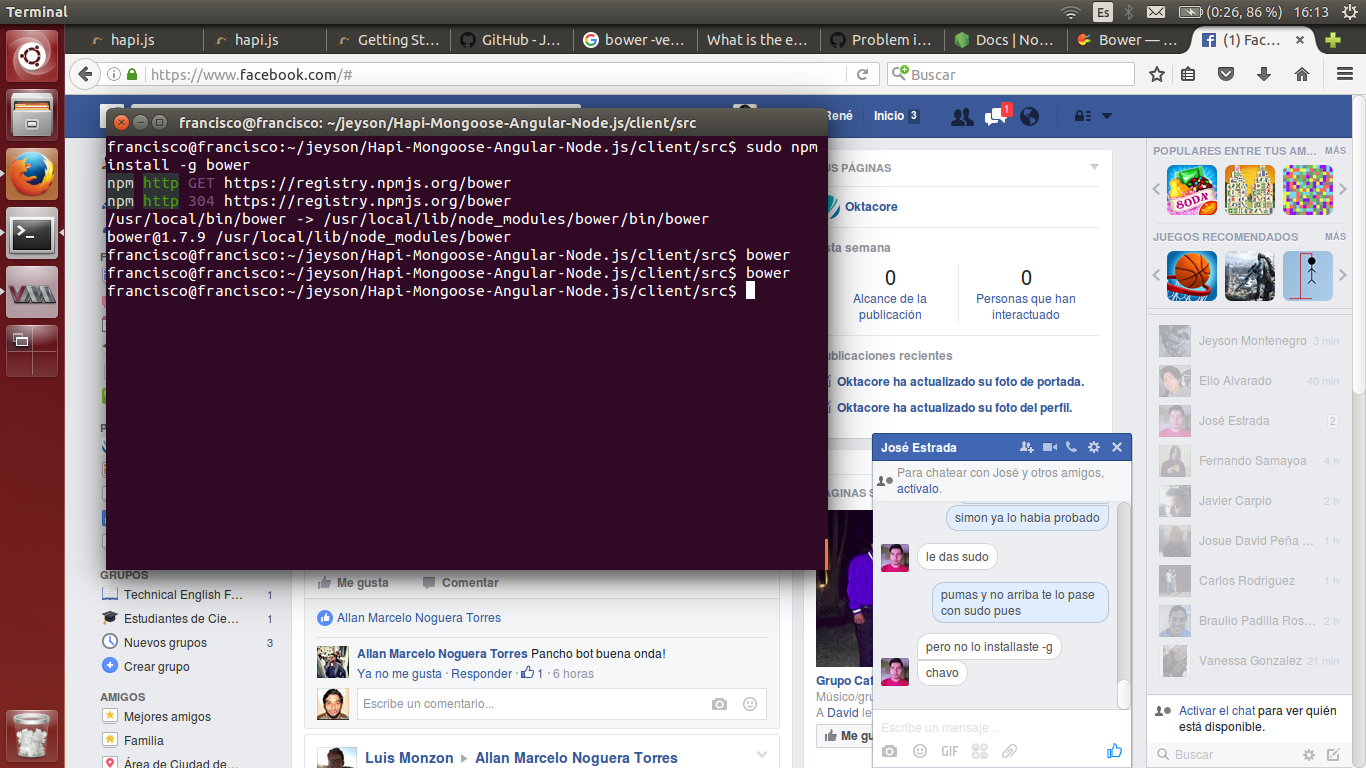 Terminal
Es
(0:26, 86 %)
16:13
hapi.js
hapi.js
Getting St...
GitHub - J...
bower -ve...
What is the e...
Problem i...
Docs | No...
Bower — ...
(1) Fac...
https://www.facebook.com/#
Buscar
francisco@francisco: ~/jeyson/Hapi-Mongoose-Angular-Node.js/client/src
René
Inicio 3
1
francisco@francisco:~/jeyson/Hapi-Mongoose-Angular-Node.js/client/src$ sudo npm
install -g bower
npm http GET https://registry.npmjs.org/bower
npm http 304 https://registry.npmjs.org/bower
/usr/local/bin/bower -> /usr/local/lib/node_modules/bower/bin/bower
bower@1.7.9 /usr/local/lib/node_modules/bower
francisco@francisco:~/jeyson/Hapi-Mongoose-Angular-Node.js/client/src$ bower
francisco@francisco:~/jeyson/Hapi-Mongoose-Angular-Node.js/client/src$ bower
francisco@francisco:~/jeyson/Hapi-Mongoose-Angular-Node.js/client/src$
US PÁGINAS
Oktacore
sta semana
0
Alcance de la
publicación
0
Personas que han
interactuado
ublicaciones recientes
Oktacore ha actualizado su foto de portada.
Oktacore ha actualizado su foto del perfil.
ÁGINAS S
Grupo Caf
Músico/gru
A David le
Me gu
POPULARES ENTRE TUS AM...
MÁS
SODA
JUEGOS RECOMENDADOS
MÁS
Jeyson Montenegro 3 min
Elio Alvarado 40 min
José Estrada 2
Fernando Samayoa 4 h
Javier Carpio 2 h
Josue David Peña ... 1 h
Carlos Rodriguez 1 h
Braulio Padilla Ros... 2 h
Vanessa Gonzalez 21 min
Activar el chat para ver quién
está disponible.
Buscar
José Estrada
Para chatear con José y otros amigos,
actívalo.
simon ya lo habia probado
le das sudo
pumas y no arriba te lo pase
con sudo pues
pero no lo installaste -g
chavo
Escribe un mensaje...
GIF
GRUPOS
Technical English F... 1
Estudiantes de Cie... 1
Nuevos grupos 3
Crear grupo
AMIGOS
Mejores amigos
Familia
Área de Ciudad de...
Me gusta
Comentar
Allan Marcelo Noguera Torres
Allan Marcelo Noguera Torres Pancho bot buena onda!
Ya no me gusta · Responder · 1 · 6 horas
Escribe un comentario...
Luis Monzon
Allan Marcelo Noguera Torres